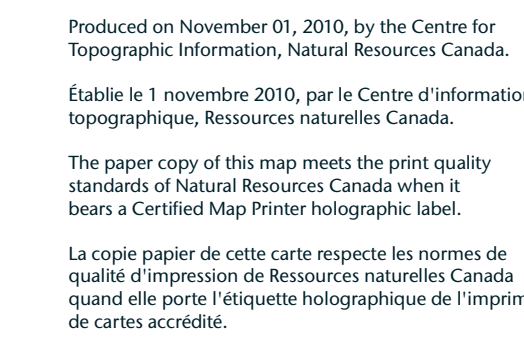 Produced on November 01, 2010, by the Centre for
Topographic Information, Natural Resources Canada.
Établie le 1 novembre 2010, par le Centre d'informatio
topographique, Ressources naturelles Canada.
The paper copy of this map meets the print quality
standards of Natural Resources Canada when it
bears a Certified Map Printer holographic label.
La copie papier de cette carte respecte les normes de
qualité d'impression de Ressources naturelles Canada
quand elle porte l'étiquette holographique de l'imprim
de cartes accrédité.